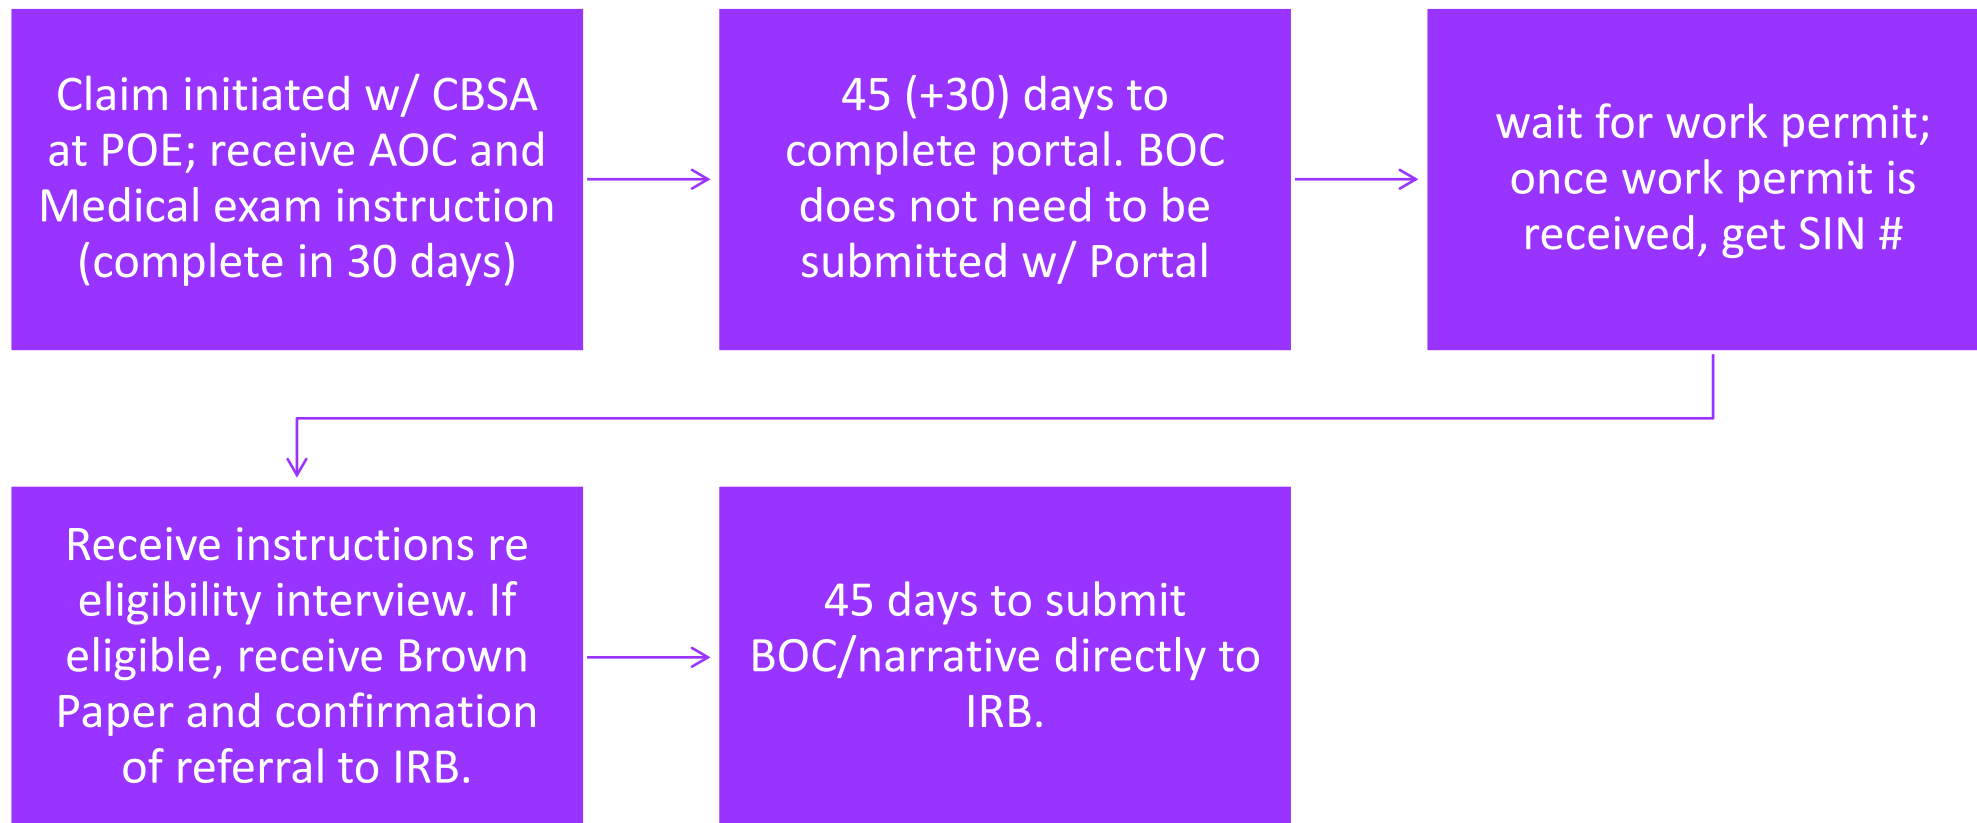 Claim initiated w/ CBSA
at POE; receive AOC and
Medical exam instruction
(complete in 30 days)
45 (+30) days to
complete portal. BOC
does not need to be
submitted w/ Portal
wait for work permit;
once work permit is
received, get SIN #
Receive instructions re
eligibility interview. If
eligible, receive Brown
Paper and confirmation
of referral to IRB.
45 days to submit
BOC/narrative directly to
IRB.